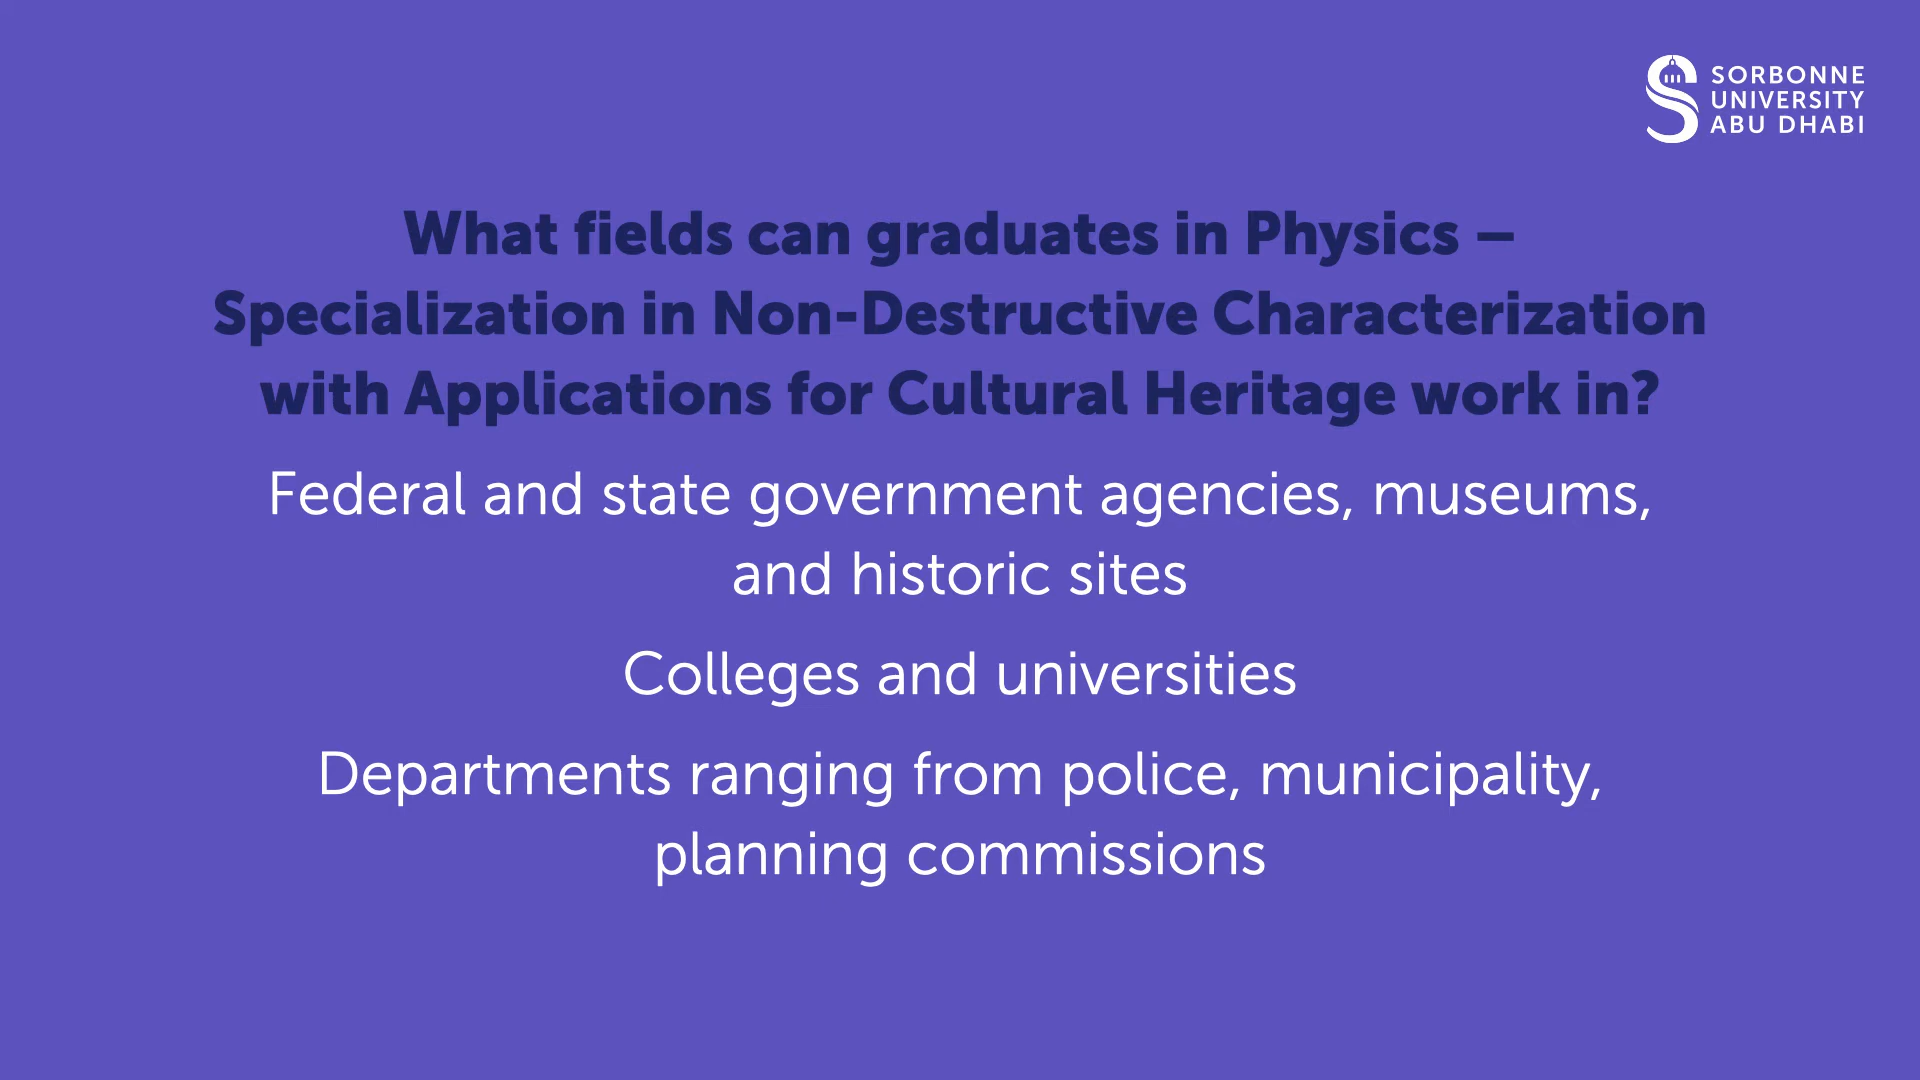 SORBONNE
UNIVERSITY
ABU DHABI
What fields can graduates in Physics –
Specialization in Non-Destructive Characterization
with Applications for Cultural Heritage work in?
Federal and state government agencies, museums,
and historic sites
Colleges and universities
Departments ranging from police, municipality,
planning commissions